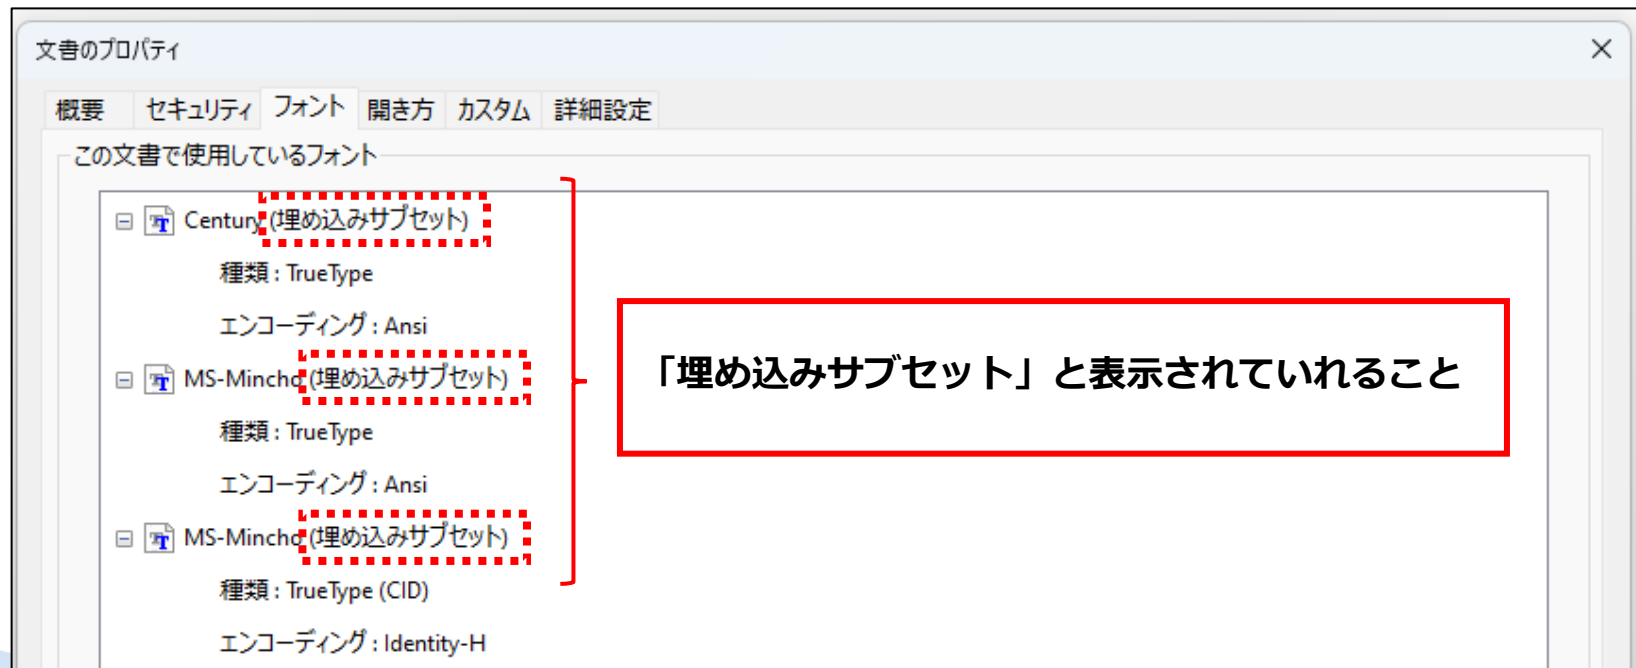 文書のプロパティ
概要 セキュリティ フォント 開き方 カスタム 詳細設定
この文書で使用しているフォント
Century (埋め込みサブセット)
種類 : TrueType
エンコーディング : Ansi
「埋め込みサブセット」と表示されていれること
MS-Mincho (埋め込みサブセット)
種類 : TrueType
エンコーディング : Ansi
MS-Mincho (埋め込みサブセット)
種類 : TrueType (CID)
エンコーディング : Identity-H